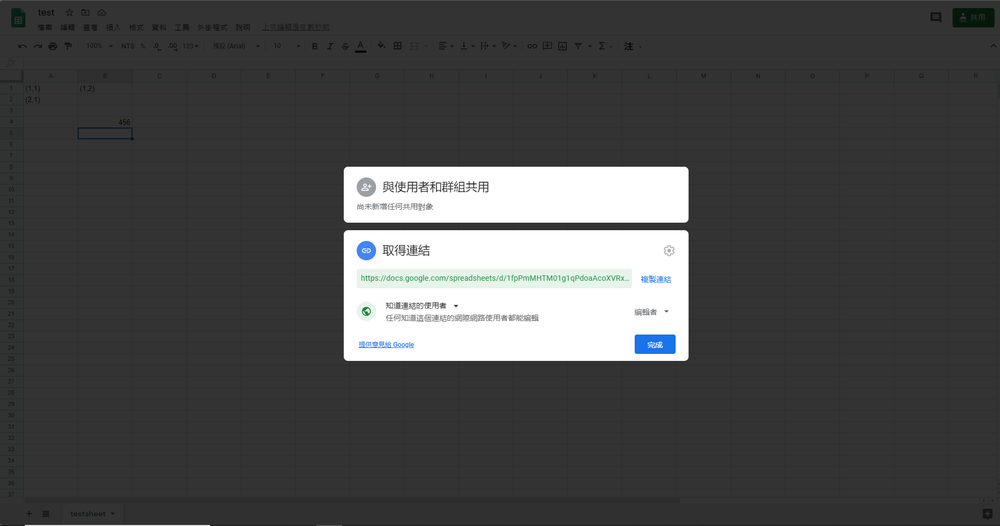 test
檔案 編輯 查看 插入 格式 資料 工具 外掛程式 說明 上次編輯是在數秒前
共用
100% NT$ % .0 .00 123 預設 (Arial) 10 B I S A Σ 注
fx
A B C D E F G H I J K L M N O P Q R
1 (1,1) (1,2)
2 (2,1)
3
4 456
5
6
7
8
9
10
11
12
13
14
15
16
17
18
19
20
21
22
23
24
25
26
27
28
29
30
31
32
33
34
35
36
37
與使用者和群組共用
尚未新增任何共用對象
取得連結
https://docs.google.com/spreadsheets/d/1fpPmMHTM01g1qPdoaAcoXVRx... 複製連結
知道連結的使用者
任何知道這個連結的網際網路使用者都能編輯
編輯者
提供意見給 Google
完成
testsheet